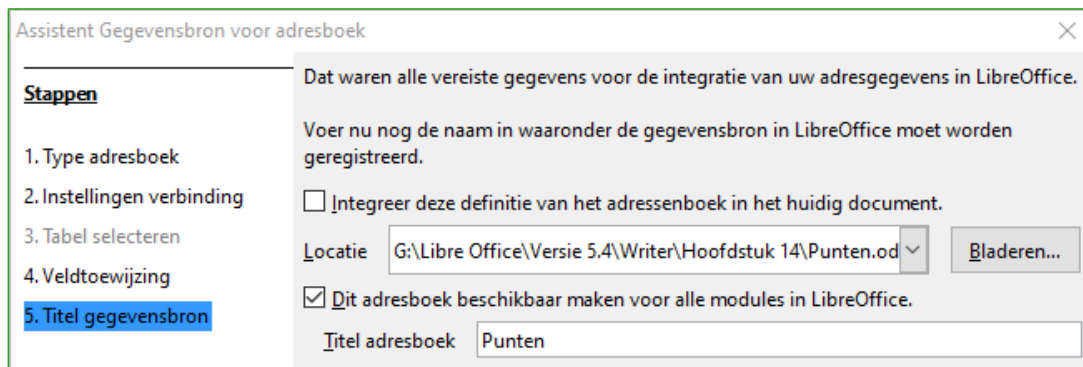 Assistent Gegevensbron voor adresboek
Stappen
1. Type adresboek
2. Instellingen verbinding
3. Tabel selecteren
4. Veldtoewijzing
5. Titel gegevensbron
Dat waren alle vereiste gegevens voor de integratie van uw adresgegevens in LibreOffice.
Voer nu nog de naam in waaronder de gegevensbron in LibreOffice moet worden
geregistreerd.
Integreer deze definitie van het adressenboek in het huidig document.
Locatie G:\Libre Office\Versie 5.4\Writer\Hoofdstuk 14\Punten.od Bladeren...
Dit adresboek beschikbaar maken voor alle modules in LibreOffice.
Titel adresboek Punten